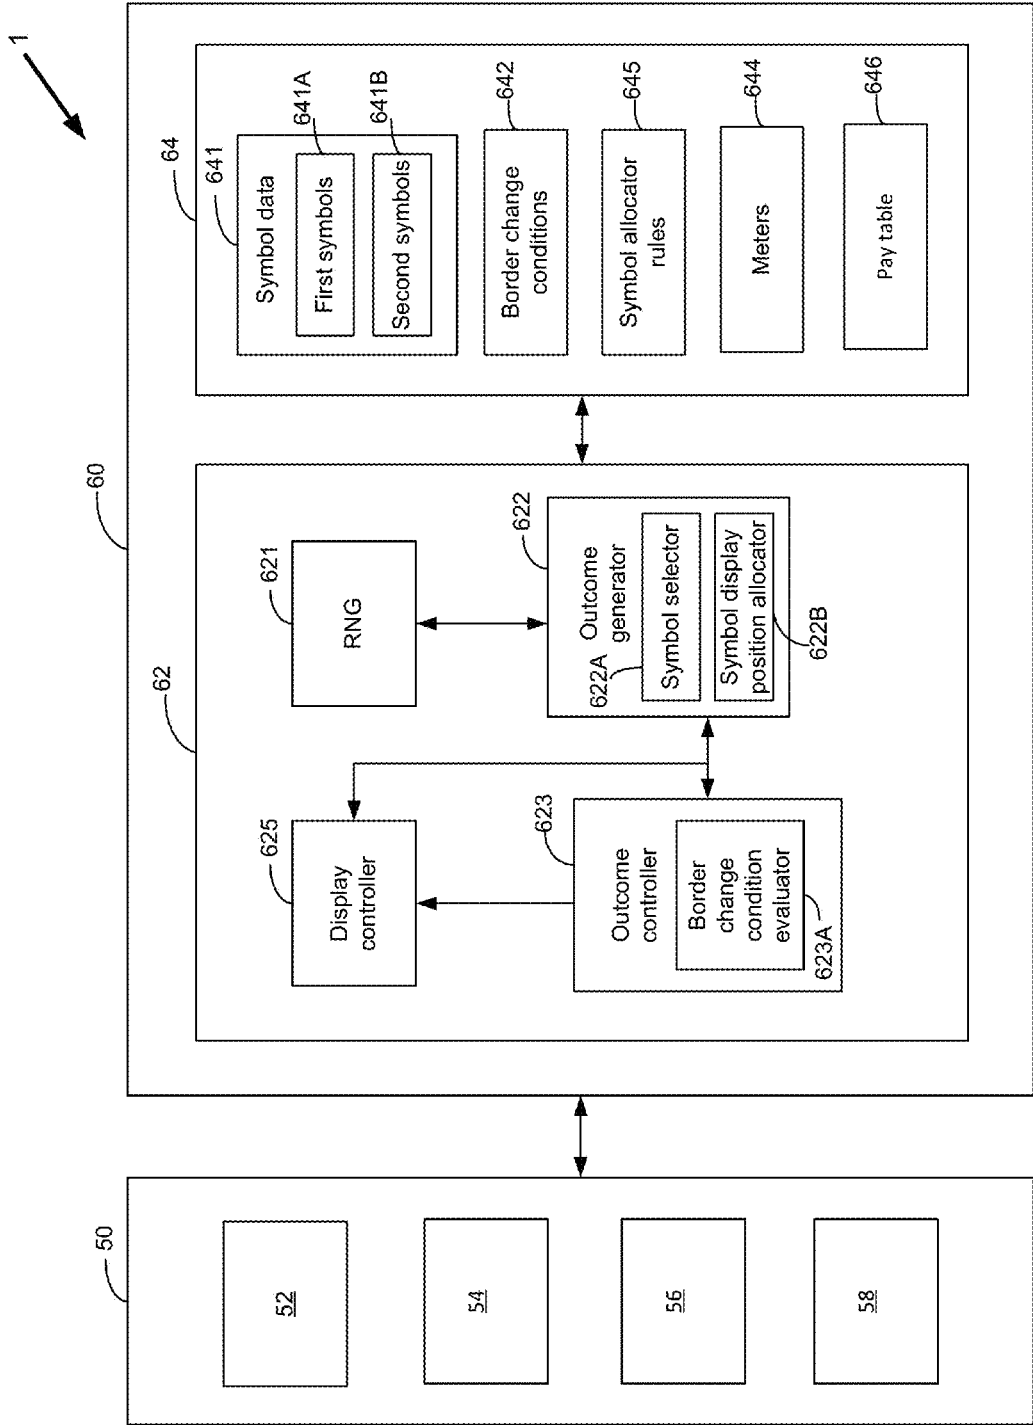 1
60
50
52
54
56
58
62
625
Display
controller
621
RNG
623
Outcome controller
Border
change
condition
evaluator
623A
622
Outcome
generator
622A
Symbol selector
Symbol display
position allocator
622B
64
641
Symbol data
641A
First symbols
641B
Second symbols
642
Border change
conditions
645
Symbol allocator
rules
644
Meters
646
Pay table